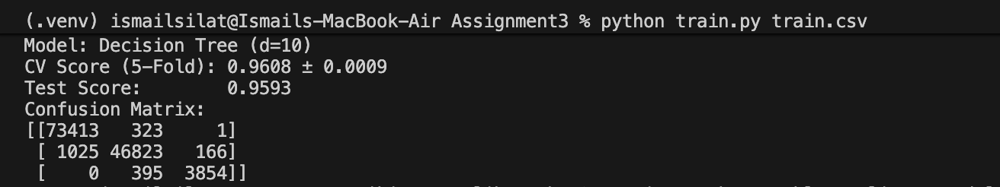 (.venv) ismailsilat@Ismails-MacBook-Air Assignment3 % python train.py train.csv
Model: Decision Tree (d=10)
CV Score (5-Fold): 0.9608 ± 0.0009
Test Score:        0.9593
Confusion Matrix:
[[73413   323     1]
 [ 1025 46823   166]
 [    0   395  3854]]